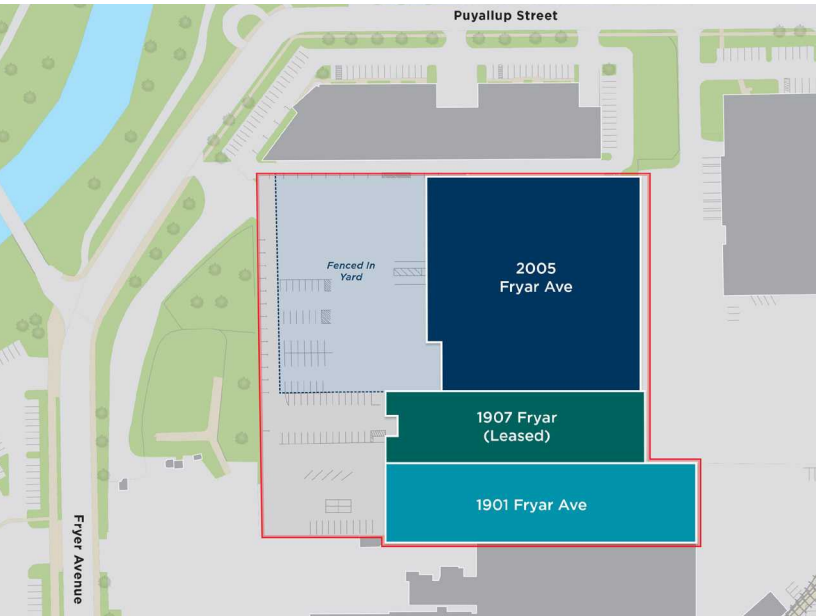 Puyallup Street
Fenced In
Yard
2005
Fryar Ave
1907 Fryar
(Leased)
1901 Fryar Ave
Fryer Avenue